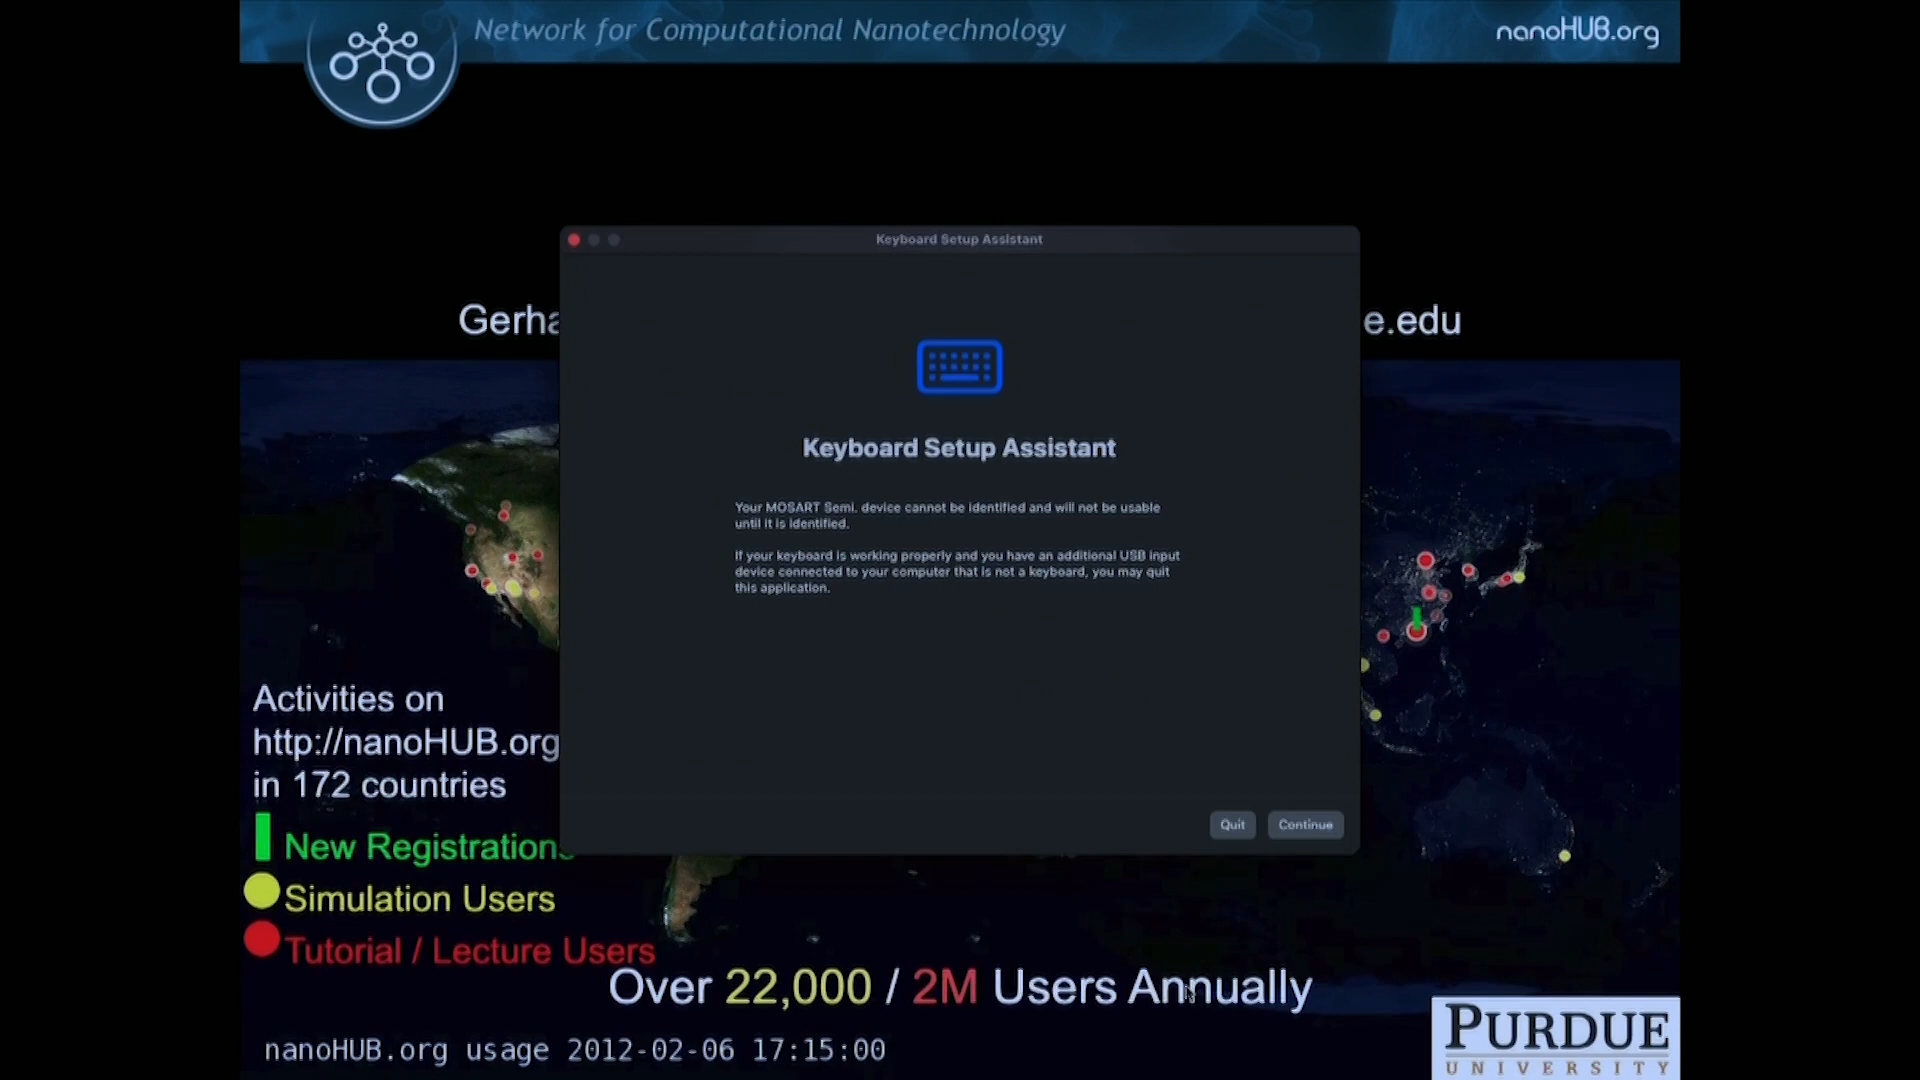 Network for Computational Nanotechnology
nanoHUB.org
Keyboard Setup Assistant
Gerha
e.edu
Keyboard Setup Assistant
Your MOSART Semi. device cannot be identified and will not be usable
until it is identified.
If your keyboard is working properly and you have an additional USB input
device connected to your computer that is not a keyboard, you may quit
this application.
Activities on
http://nanoHUB.org
in 172 countries
Quit
Continue
New Registrations
Simulation Users
Tutorial / Lecture Users
Over 22,000 / 2M Users Annually
nanoHUB.org usage 2012-02-06 17:15:00
PURDUE
UNIVERSITY